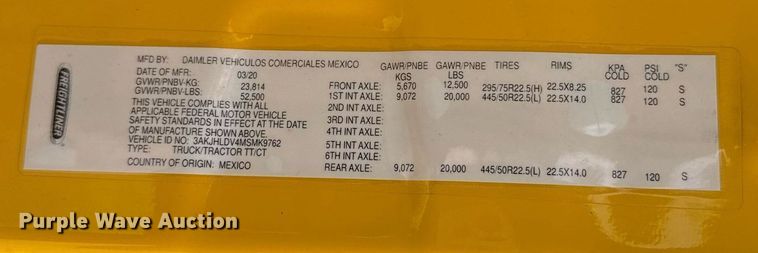 FREIGHTLINER
MFD BY: DAIMLER VEHICULOS COMERCIALES MEXICO
DATE OF MFR: 03/20
GVWR/PNBV-KG: 23,814
GVWR/PNBV-LBS: 52,500
THIS VEHICLE COMPLIES WITH ALL
APPLICABLE FEDERAL MOTOR VEHICLE
SAFETY STANDARDS IN EFFECT AT THE DATE
OF MANUFACTURE SHOWN ABOVE.
VEHICLE ID: 3AKJHLDV4MSMK9762
TYPE: TRUCK/TRACTOR TT/CT
COUNTRY OF ORIGIN: MEXICO
GAWR/PNBE KGS GAWR/PNBE LBS TIRES RIMS KPA COLD PSI COLD "S"
FRONT AXLE: 5,670 12,500 295/75R22.5(H) 22.5X8.25 827 120 S
1ST INT AXLE: 9,072 20,000 445/50R22.5(L) 22.5X14.0 827 120 S
2ND INT AXLE:
3RD INT AXLE:
4TH INT AXLE:
5TH INT AXLE:
6TH INT AXLE:
REAR AXLE: 9,072 20,000 445/50R22.5(L) 22.5X14.0 827 120 S
Purple Wave Auction